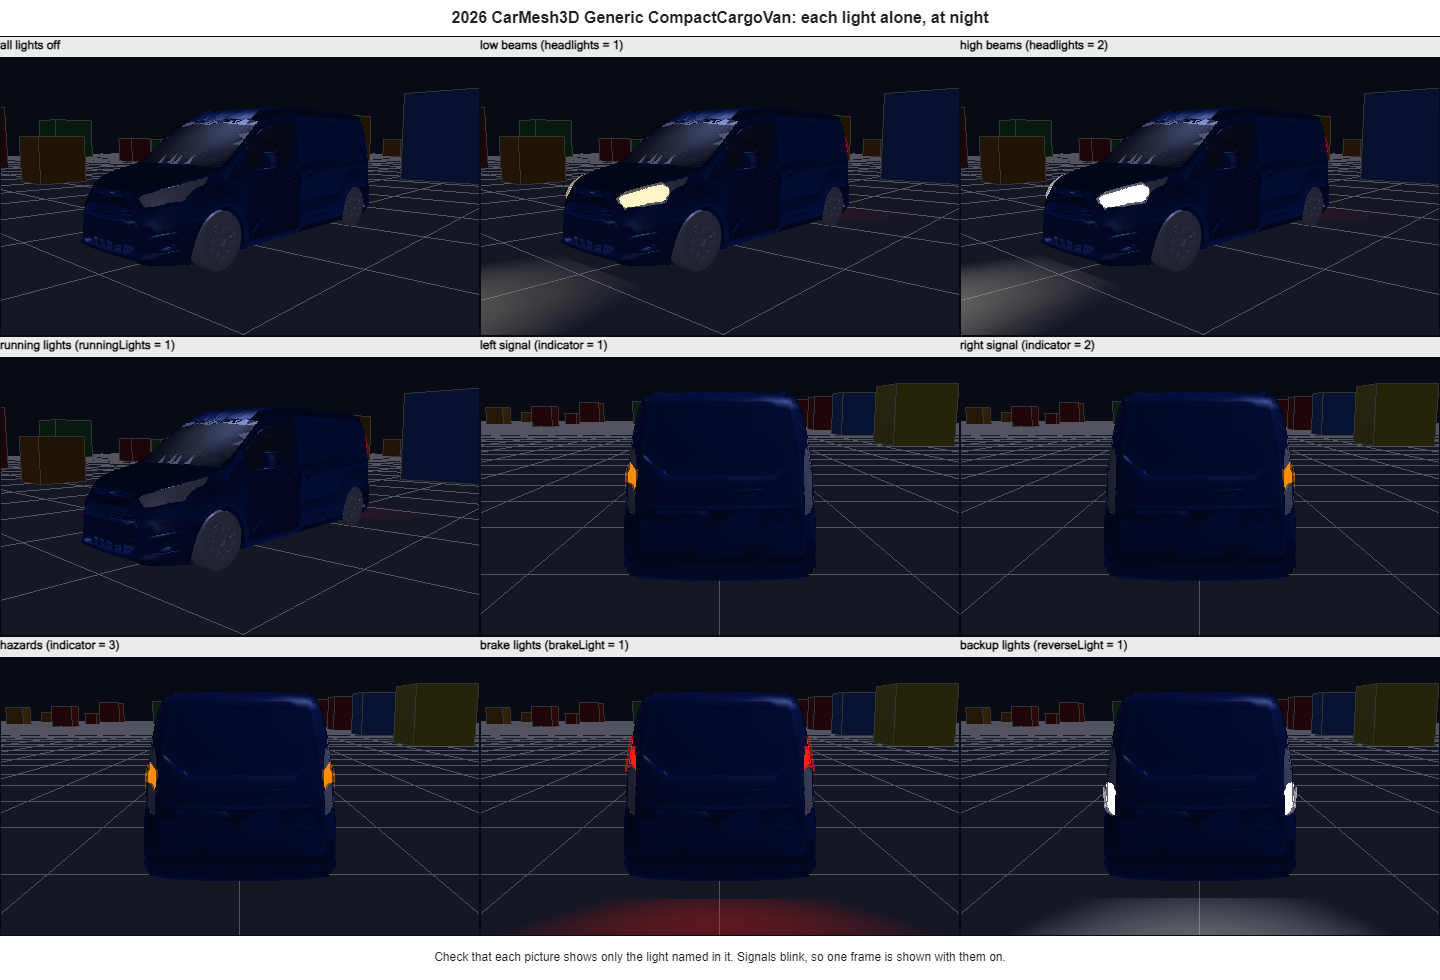 2026 CarMesh3D Generic CompactCargoVan: each light alone, at night
all lights off
low beams (headlights = 1)
high beams (headlights = 2)
running lights (runningLights = 1)
left signal (indicator = 1)
right signal (indicator = 2)
hazards (indicator = 3)
brake lights (brakeLight = 1)
backup lights (reverseLight = 1)
Check that each picture shows only the light named in it. Signals blink, so one frame is shown with them on.